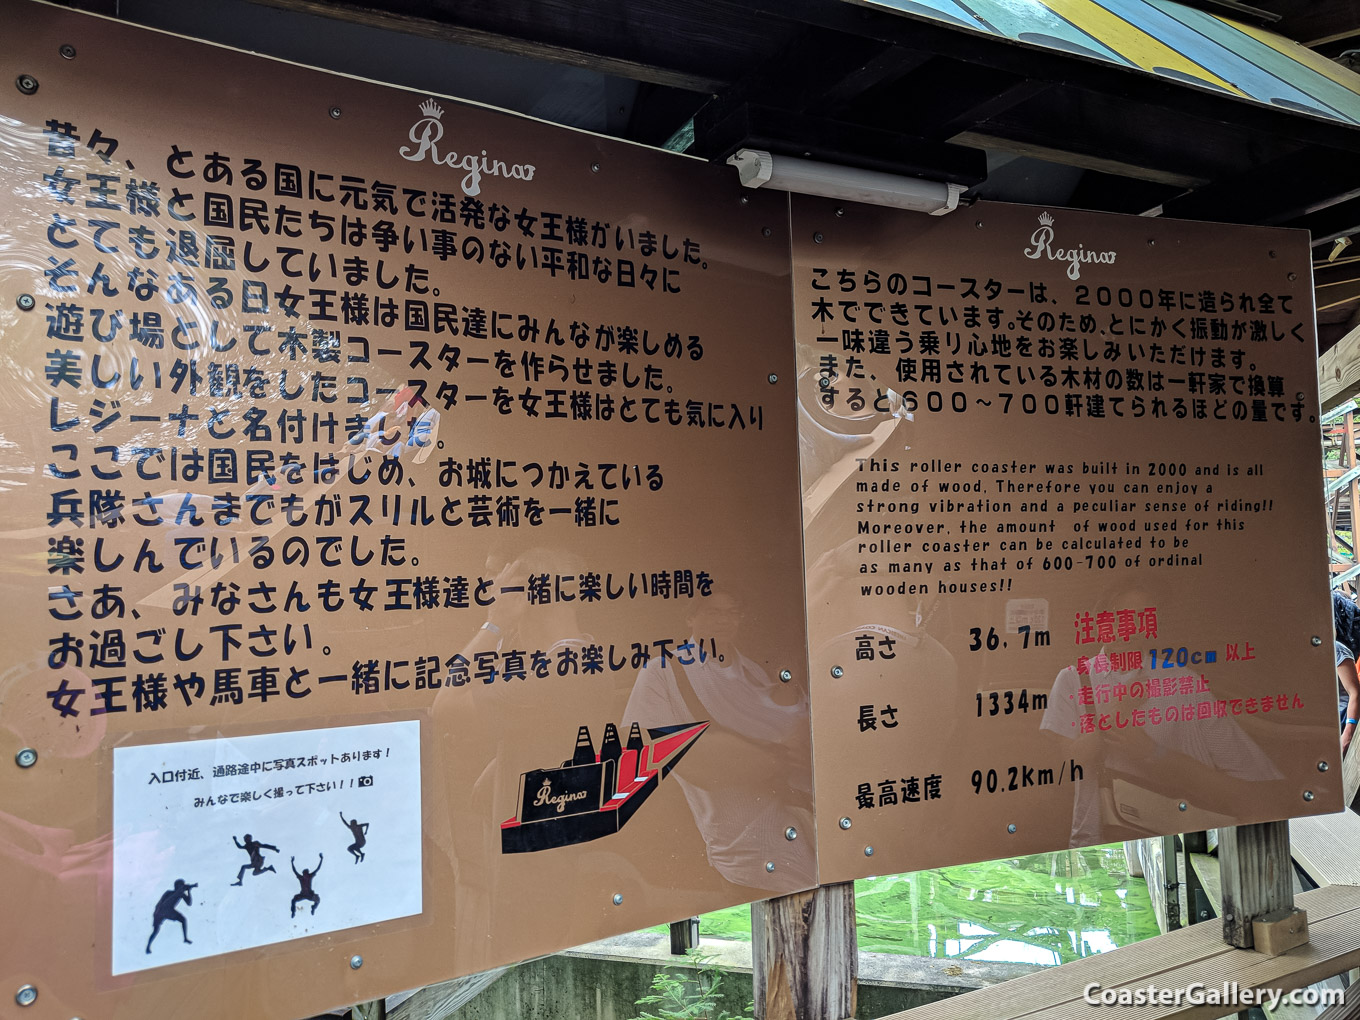 Regina
昔々、とある国に元気で活発な女王様がいました。
女王様と国民たちは争い事のない平和な日々に
とても退屈していました。
そんなある日女王様は国民達にみんなが楽しめる
遊び場として木製コースターを作らせました。
美しい外観をしたコースターを女王様はとても気に入り
レジーナと名付けました。
ここでは国民をはじめ、お城につかえている
兵隊さんまでもがスリルと芸術を一緒に
楽しんでいるのでした。
さあ、みなさんも女王様達と一緒に楽しい時間を
お過ごし下さい。
女王様や馬車と一緒に記念写真をお楽しみ下さい。
入口付近、通路途中に写真スポットあります！
みんなで楽しく撮って下さい！！
Regina
Regina
こちらのコースターは、２０００年に造られ全て
木でできています。そのため、とにかく振動が激しく
一味違う乗り心地をお楽しみいただけます。
また、使用されている木材の数は一軒家で換算
すると６００～７００軒建てられるほどの量です。
This roller coaster was built in 2000 and is all
made of wood. Therefore you can enjoy a
strong vibration and a peculiar sense of riding!!
Moreover, the amount of wood used for this
roller coaster can be calculated to be
as many as that of 600-700 of ordinal
wooden houses!!
高さ 36.7m
長さ 1334m
最高速度 90.2km/h
注意事項
・身長制限 120cm 以上
・走行中の撮影禁止
・落としたものは回収できません
CoasterGallery.com